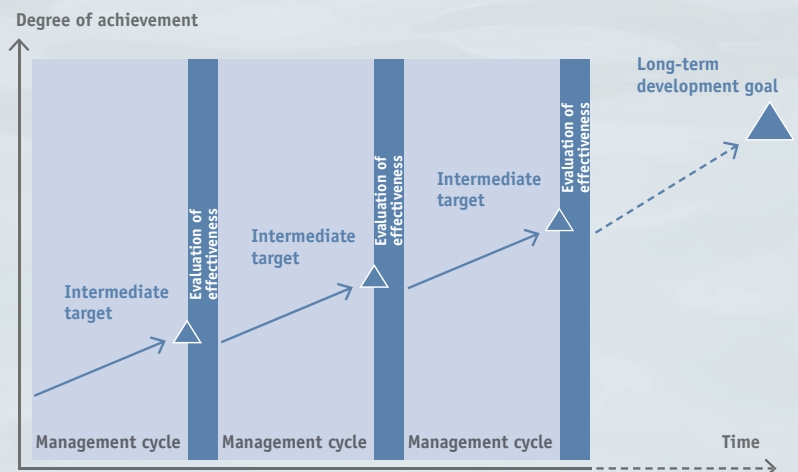 Degree of achievement
Long-term
development goal
Evaluation of
effectiveness
Intermediate
target
Evaluation of
effectiveness
Intermediate
target
Evaluation of
effectiveness
Intermediate
target
Management cycle
Management cycle
Management cycle
Time